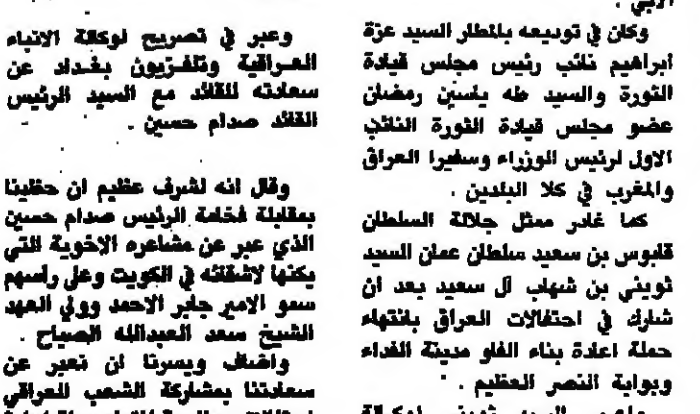 وكان في توديعه بالمطار السيد عزة
ابراهيم نائب رئيس مجلس قيادة
الثورة والسيد طه ياسين رمضان
عضو مجلس قيادة الثورة النائب
الاول لرئيس الوزراء وسفيرا العراق
والمغرب في كلا البلدين .
كما غادر ممثل جلالة السلطان
قابوس بن سعيد سلطان عمان السيد
ثويني بن شهاب آل سعيد بعد ان
شارك في احتفالات العراق بانتهاء
حملة اعادة بناء الفاو مدينة الفداء
وبوابة النصر العظيم .
وعبر في تصريح لوكالة الانباء
العراقية وتلفزيون بغداد عن
سعادته للقائه مع السيد الرئيس
القائد صدام حسين .
وقال انه لشرف عظيم ان حظينا
بمقابلة فخامة الرئيس صدام حسين
الذي عبر عن مشاعره الاخوية التي
يكنها لاشقائه في الكويت وعلى راسهم
سمو الامير جابر الاحمد وولي العهد
الشيخ سعد العبدالله الصباح .
واضاف ويسرنا ان نعبر عن
سعادتنا بمشاركة الشعب العراقي